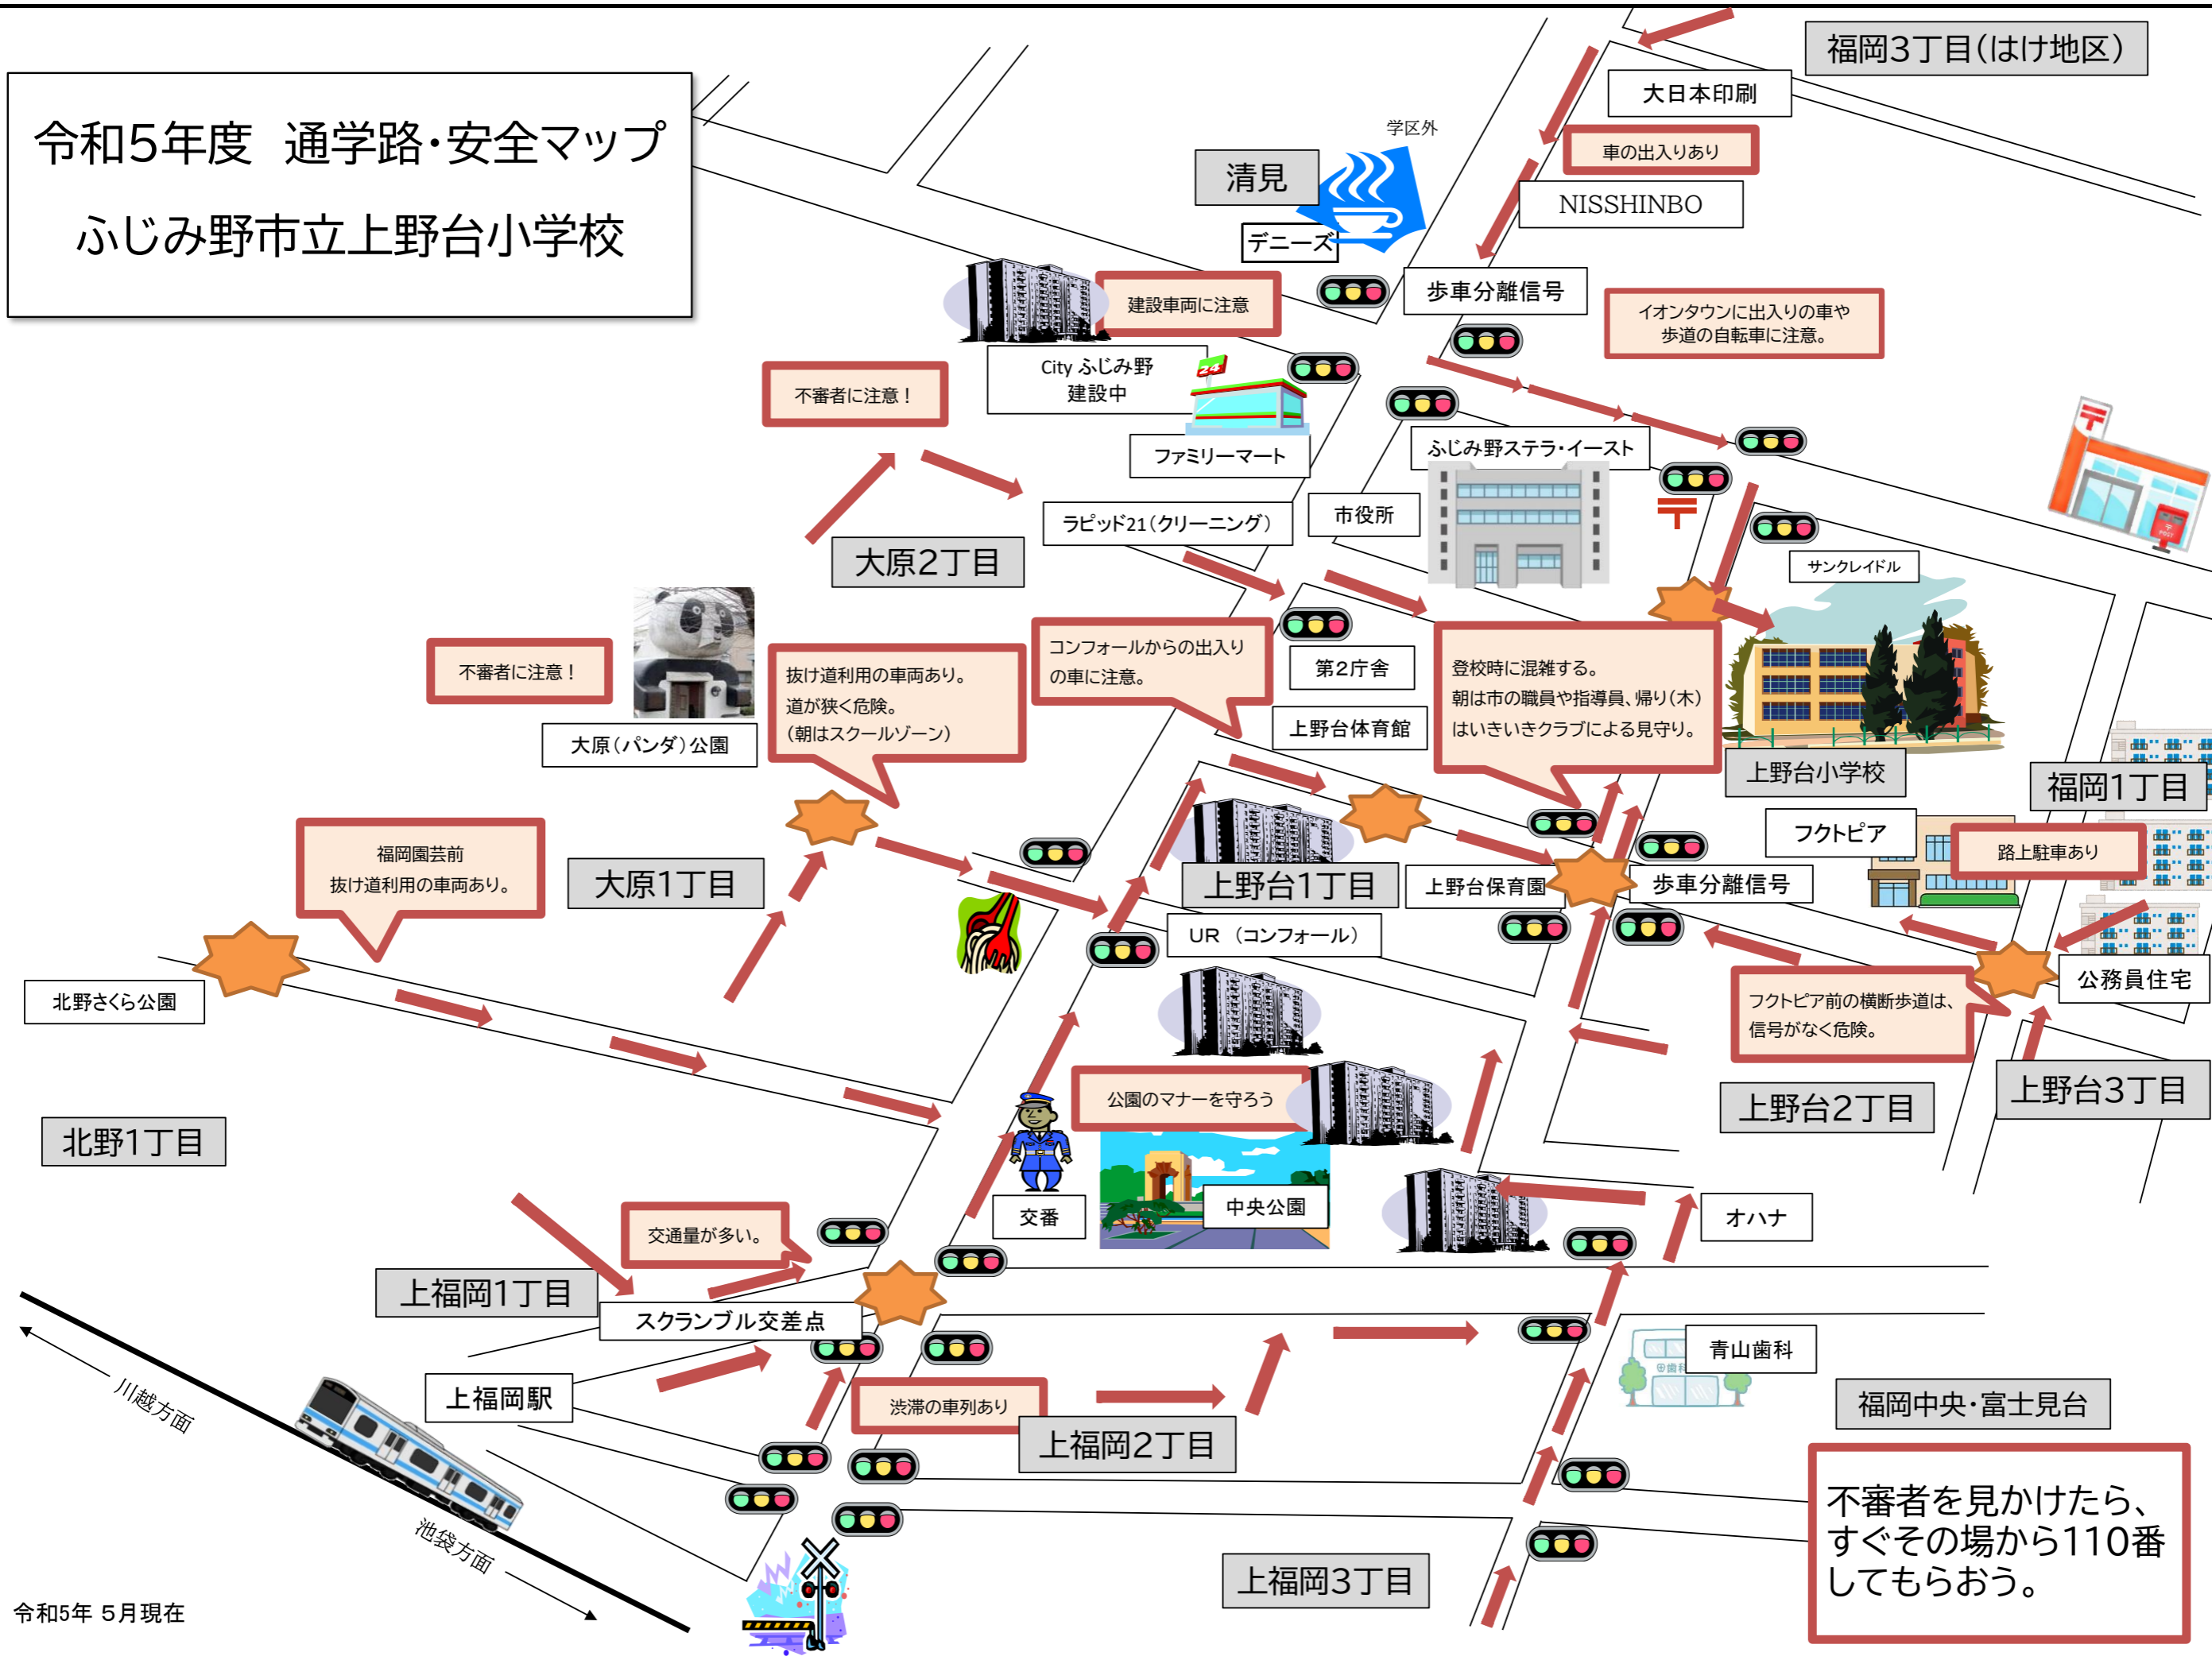 令和5年度　通学路・安全マップ
ふじみ野市立上野台小学校
福岡3丁目(はけ地区)
大日本印刷
学区外
車の出入りあり
清見
NISSHINBO
デニーズ
歩車分離信号
建設車両に注意
イオンタウンに出入りの車や
歩道の自転車に注意。
City ふじみ野
建設中
不審者に注意！
24
ファミリーマート
ふじみ野ステラ・イースト
ラピッド21(クリーニング)
市役所
大原2丁目
サンクレイドル
POST
不審者に注意！
大原(パンダ)公園
抜け道利用の車両あり。
道が狭く危険。
(朝はスクールゾーン)
コンフォールからの出入り
の車に注意。
第2庁舎
上野台体育館
登校時に混雑する。
朝は市の職員や指導員、帰り(木)
はいきいきクラブによる見守り。
上野台小学校
福岡1丁目
フクトピア
路上駐車あり
福岡園芸前
抜け道利用の車両あり。
大原1丁目
上野台1丁目
上野台保育園
歩車分離信号
UR (コンフォール)
北野さくら公園
公務員住宅
フクトピア前の横断歩道は、
信号がなく危険。
公園のマナーを守ろう
上野台2丁目
上野台3丁目
北野1丁目
交番
中央公園
オハナ
交通量が多い。
上福岡1丁目
スクランブル交差点
青山歯科
上福岡駅
渋滞の車列あり
上福岡2丁目
福岡中央・富士見台
川越方面
池袋方面
上福岡3丁目
不審者を見かけたら、
すぐその場から110番
してもらおう。
令和5年 5月現在